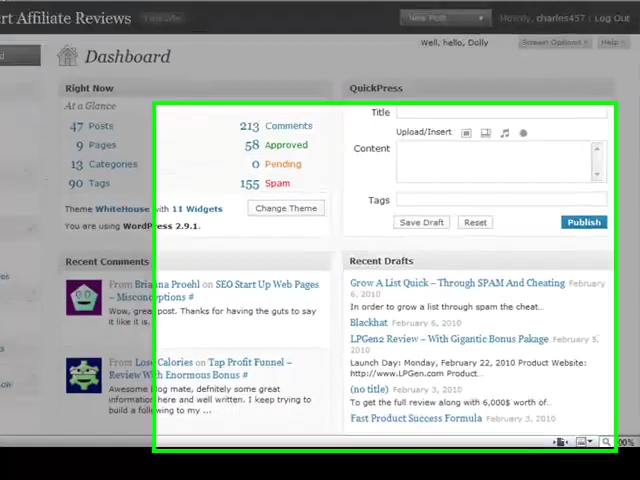 rt Affiliate Reviews
New Post
Howdy, charles457 | Log Out
Well, hello, Dolly
Screen Options
Help
Dashboard
Right Now
At a Glance
47 Posts
213 Comments
9 Pages
58 Approved
13 Categories
0 Pending
90 Tags
155 Spam
Theme WhiteHouse with 11 Widgets
Change Theme
You are using WordPress 2.9.1.
QuickPress
Title
Upload/Insert
Content
Tags
Save Draft
Reset
Publish
Recent Comments
From Brianna Proehl on SEO Start Up Web Pages
– Misconceptions #
Wow, great post. Thanks for having the guts to say
it like it is.
From Lose Calories on Tap Profit Funnel –
Review With Enormous Bonus #
Awesome Blog mate, definitely some great
information here and well written. I keep trying to
build a following to my ...
Recent Drafts
Grow A List Quick – Through SPAM And Cheating February
6, 2010
In order to grow a list through spam the cheat...
Blackhat February 6, 2010
LPGen2 Review – With Gigantic Bonus Pakage February 5,
2010
Launch Day: Monday, February 22, 2010 Product Website:
http://www.LPGen.com Product...
(no title) February 3, 2010
To get the full review along with 6,000$ worth of...
Fast Product Success Formula February 3, 2010